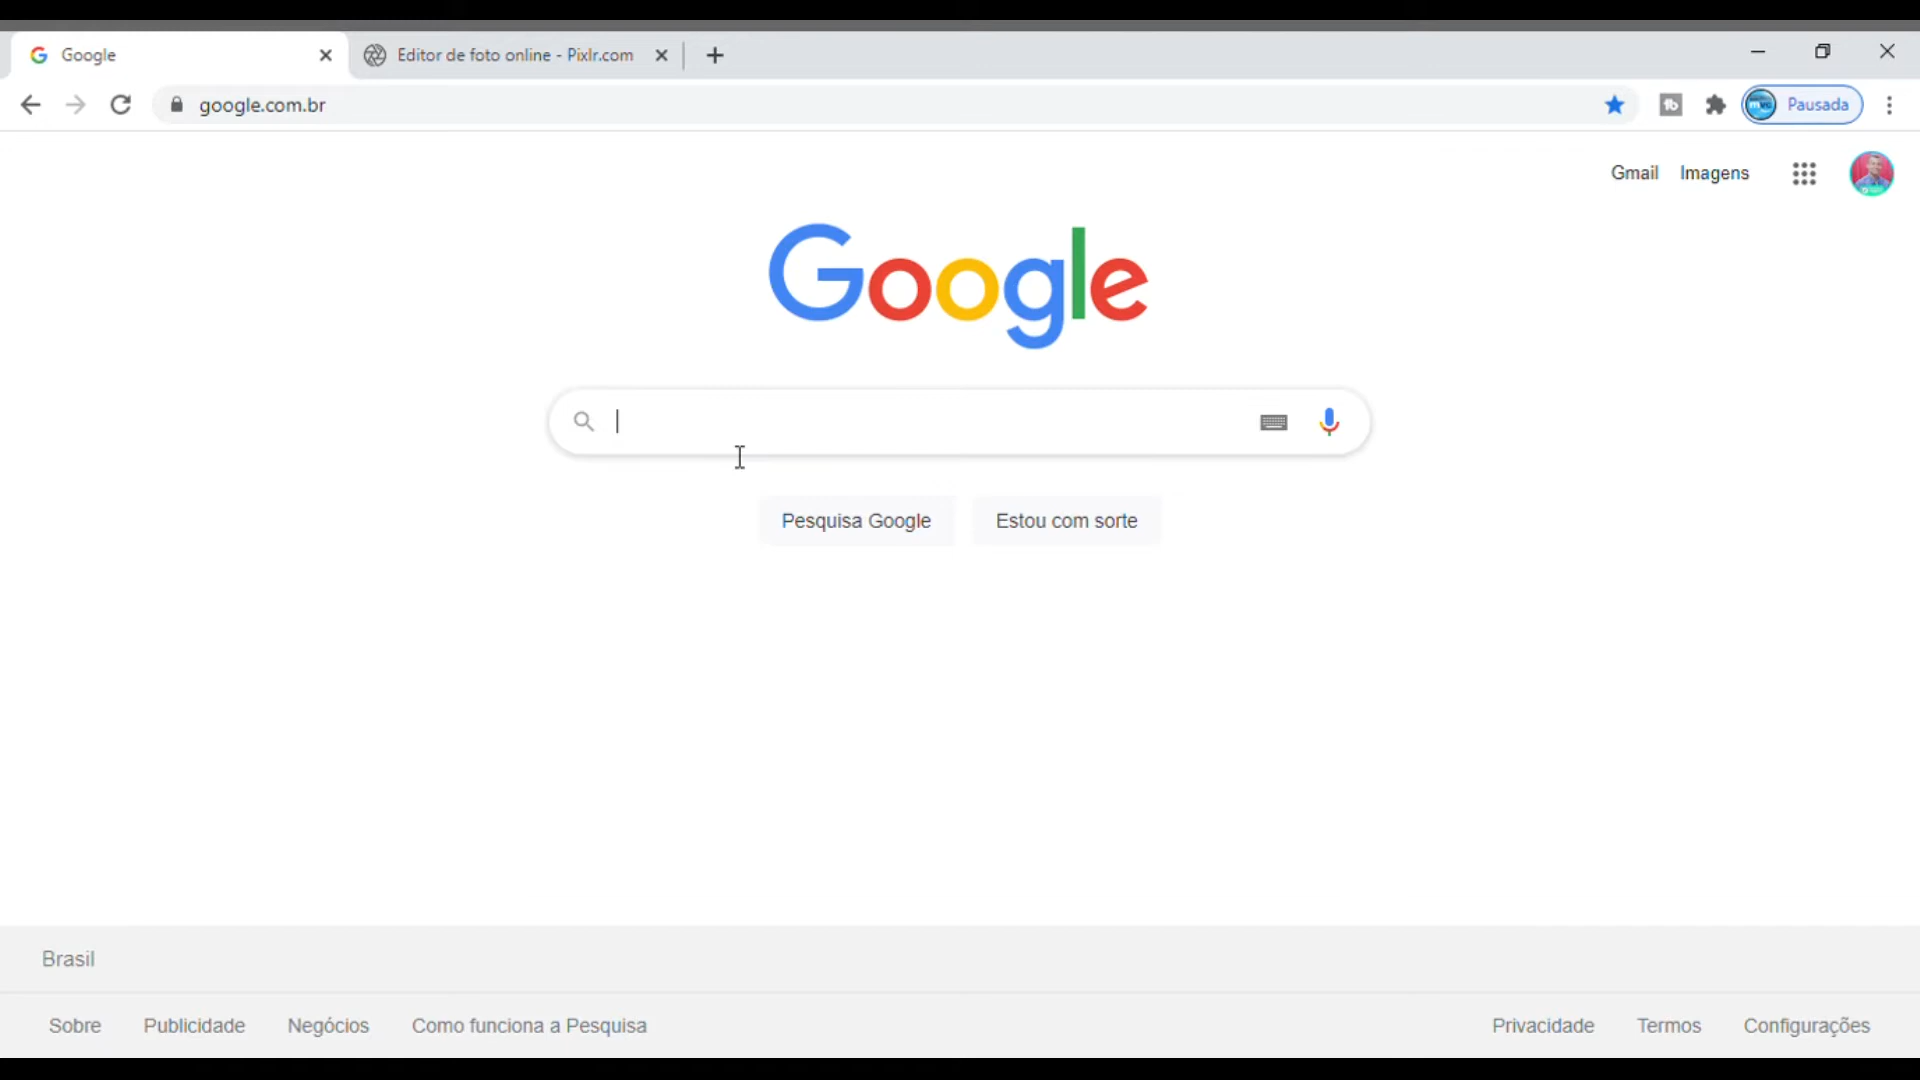 Google
Editor de foto online - Pixlr.com
google.com.br
Pausada
Gmail
Imagens
Google
Pesquisa Google
Estou com sorte
Brasil
Sobre
Publicidade
Negócios
Como funciona a Pesquisa
Privacidade
Termos
Configurações